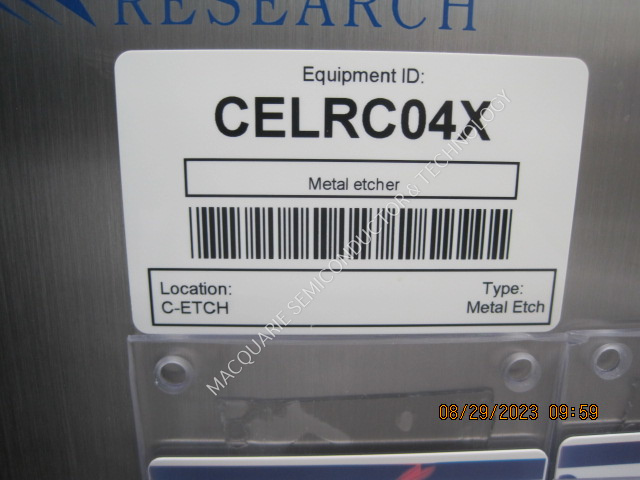 RESEARCH
Equipment ID:
CELRC04X
Metal etcher
Location:
C-ETCH
Type:
Metal Etch
MACQUARIE SEMICONDUCTOR & TECHNOLOGY
08/29/2023 09:59